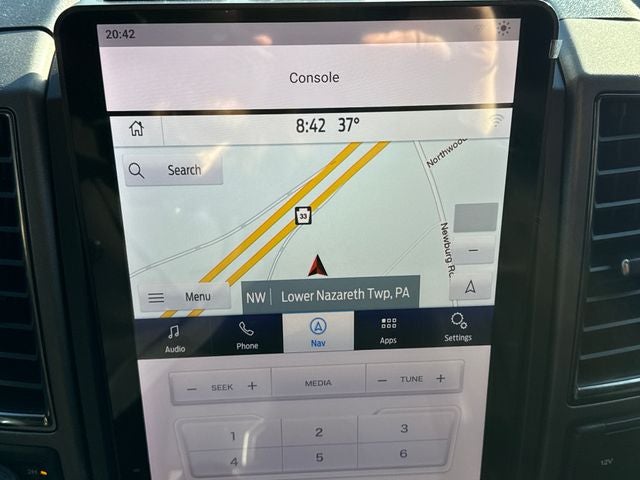 20:42
Console
8:42 37°
Search
Northwood
33
Newburg Rd
Menu
NW Lower Nazareth Twp, PA
Audio Phone Nav Apps Settings
− SEEK + MEDIA − TUNE +
1 2 3
4 5 6
12V